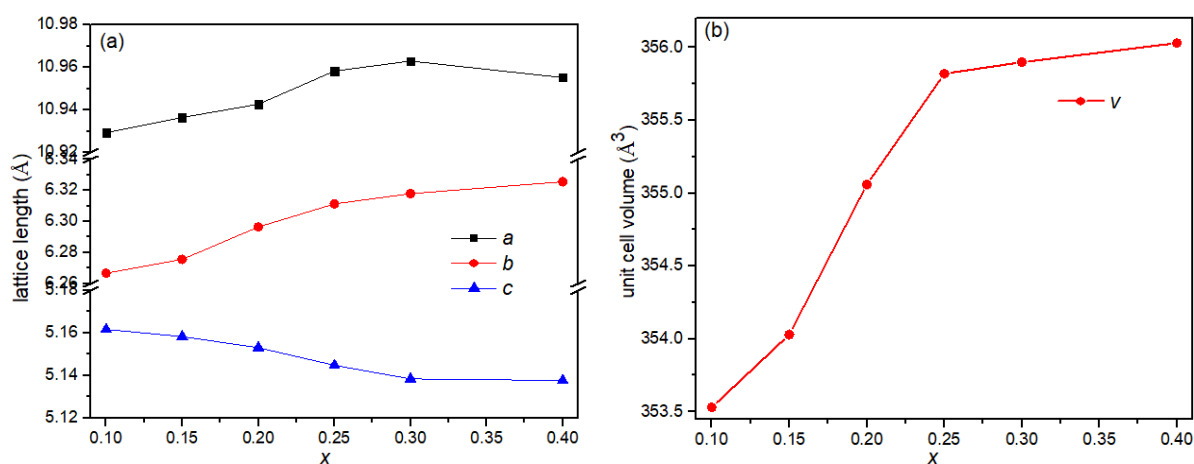 (a)
10.98
10.96
10.94
10.92
6.34
6.32
6.30
6.28
6.26
5.18
5.16
5.14
5.12
lattice length (Å)
a
b
c
0.10 0.15 0.20 0.25 0.30 0.35 0.40
x
(b)
356.0
355.5
355.0
354.5
354.0
353.5
unit cell volume (Å³)
v
0.10 0.15 0.20 0.25 0.30 0.35 0.40
x